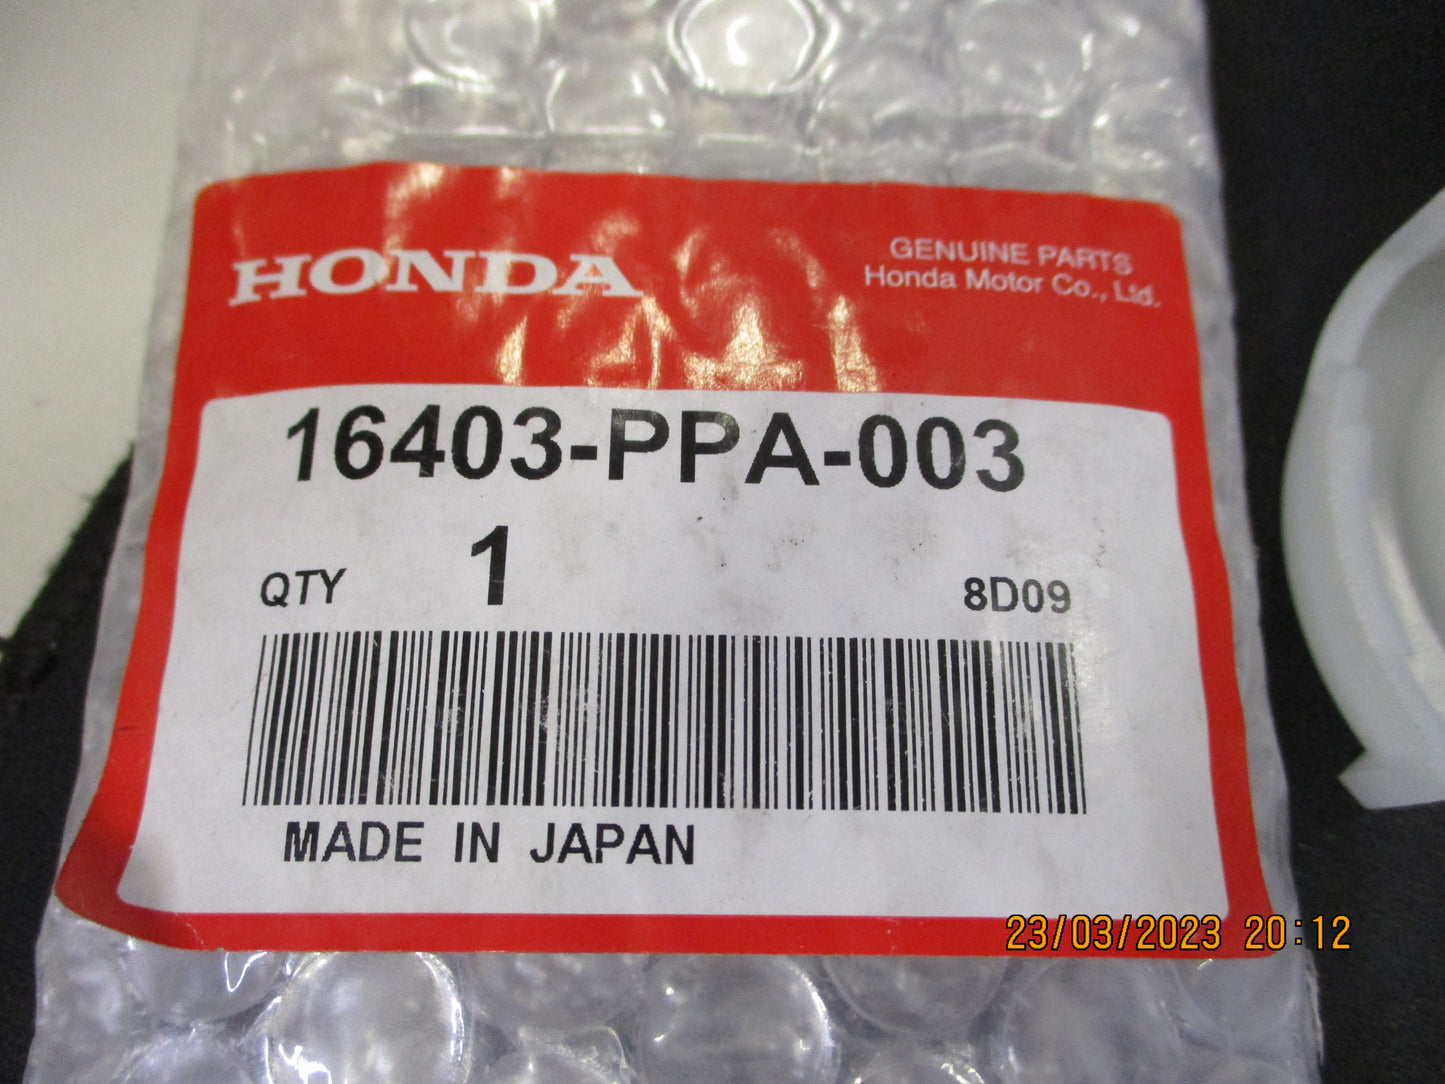 HONDA
GENUINE PARTS
Honda Motor Co., Ltd.
16403-PPA-003
QTY 1 8D09
MADE IN JAPAN
23/03/2023 20:12